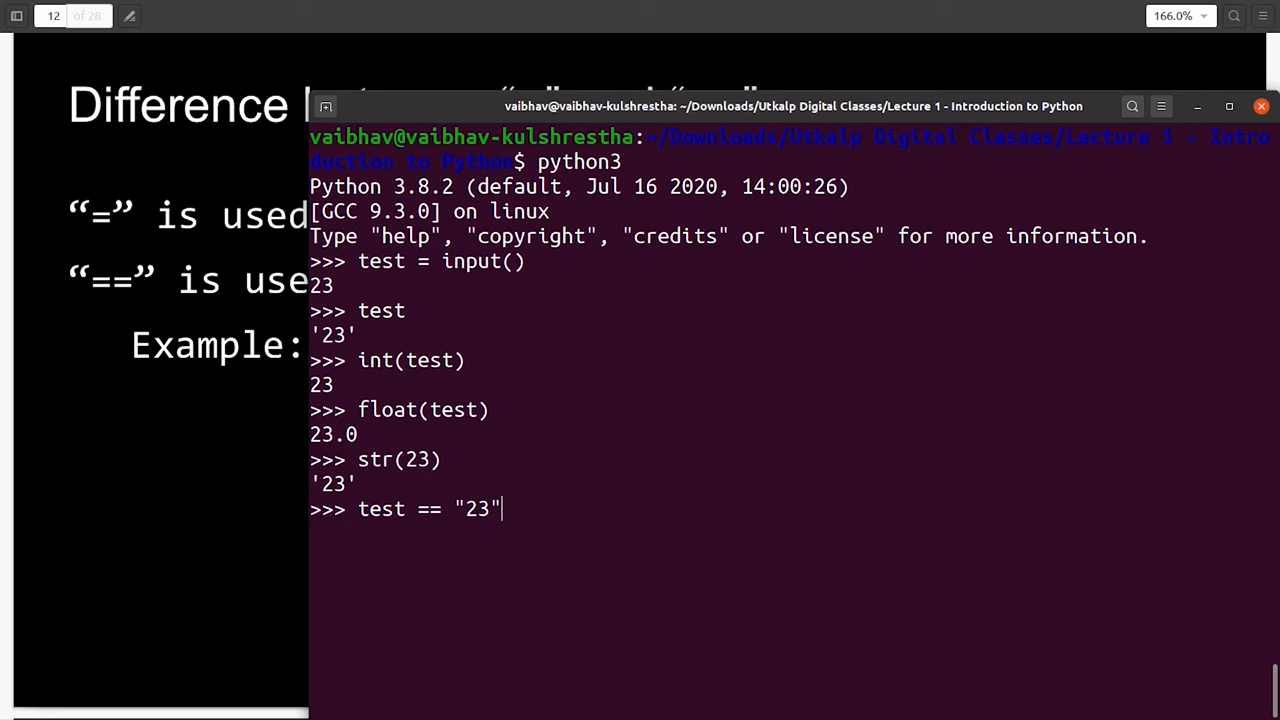 12 of 28
166.0%
Difference
vaibhav@vaibhav-kulshrestha: ~/Downloads/Utkalp Digital Classes/Lecture 1 - Introduction to Python
“=” is used
“==” is use
Example:
vaibhav@vaibhav-kulshrestha:~/Downloads/Utkalp Digital Classes/Lecture 1 - Intro
duction to Python$ python3
Python 3.8.2 (default, Jul 16 2020, 14:00:26)
[GCC 9.3.0] on linux
Type "help", "copyright", "credits" or "license" for more information.
>>> test = input()
23
>>> test
'23'
>>> int(test)
23
>>> float(test)
23.0
>>> str(23)
'23'
>>> test == "23"